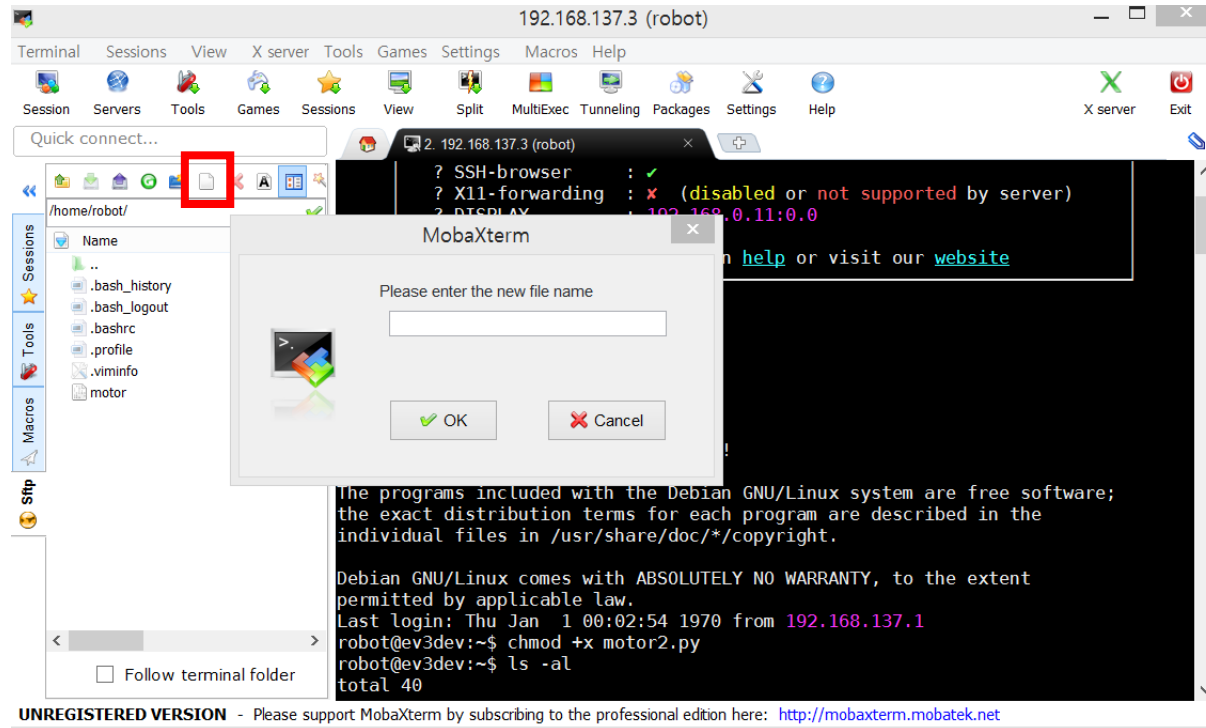 192.168.137.3 (robot)
Terminal Sessions View X server Tools Games Settings Macros Help
Session Servers Tools Games Sessions View Split MultiExec Tunneling Packages Settings Help X server Exit
Quick connect...
2. 192.168.137.3 (robot)
/home/robot/
Name
..
.bash_history
.bash_logout
.bashrc
.profile
.viminfo
motor
Sessions
Tools
Macros
Sftp
Follow terminal folder
? SSH-browser : ✔
? X11-forwarding : ✘ (disabled or not supported by server)
? DISPLAY : 192.168.0.11:0.0
help or visit our website
MobaXterm
Please enter the new file name
OK Cancel
!
The programs included with the Debian GNU/Linux system are free software;
the exact distribution terms for each program are described in the
individual files in /usr/share/doc/*/copyright.
Debian GNU/Linux comes with ABSOLUTELY NO WARRANTY, to the extent
permitted by applicable law.
Last login: Thu Jan 1 00:02:54 1970 from 192.168.137.1
robot@ev3dev:~$ chmod +x motor2.py
robot@ev3dev:~$ ls -al
total 40
UNREGISTERED VERSION - Please support MobaXterm by subscribing to the professional edition here: http://mobaxterm.mobatek.net